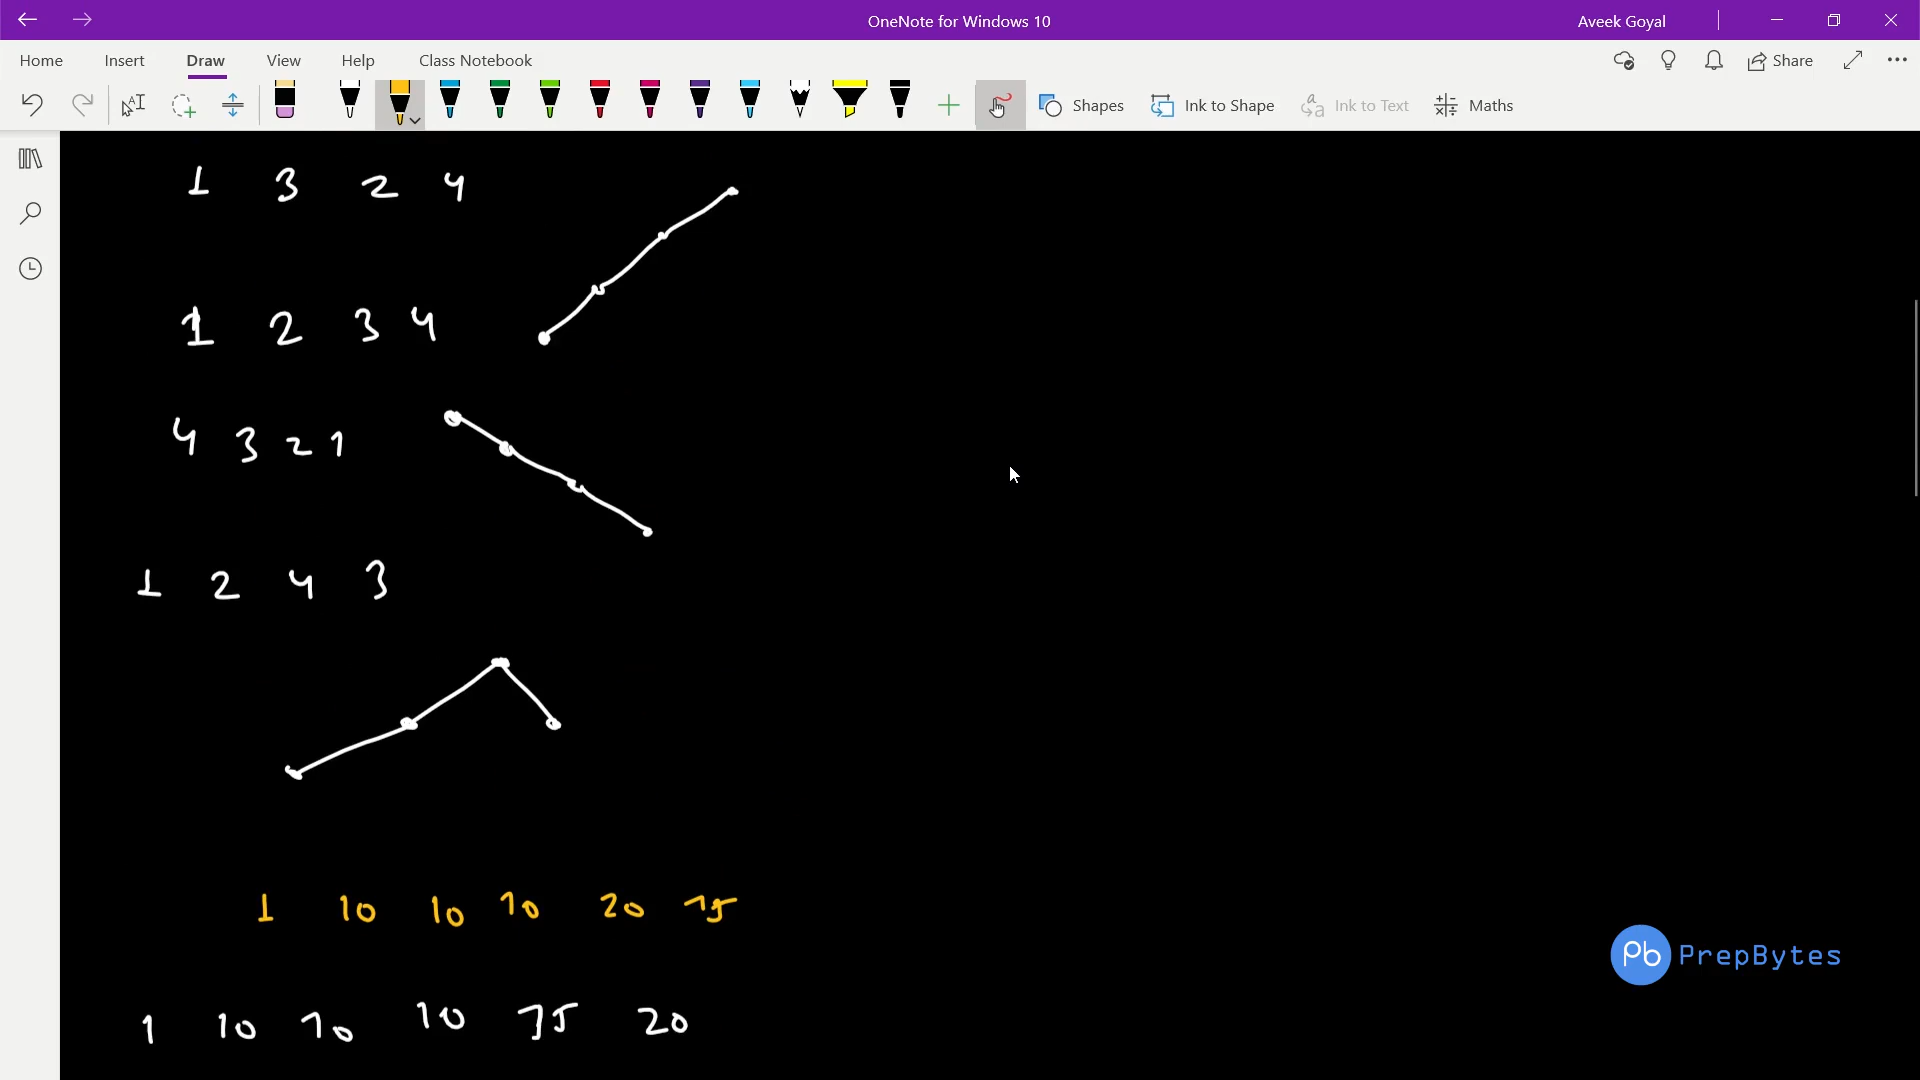 OneNote for Windows 10
Aveek Goyal
Home Insert Draw View Help Class Notebook
Share
Shapes Ink to Shape Ink to Text Maths
1 3 2 4
1 2 3 4
4 3 2 1
1 2 4 3
1 10 10 10 20 15
1 10 10 10 15 20
Pb PrepBytes